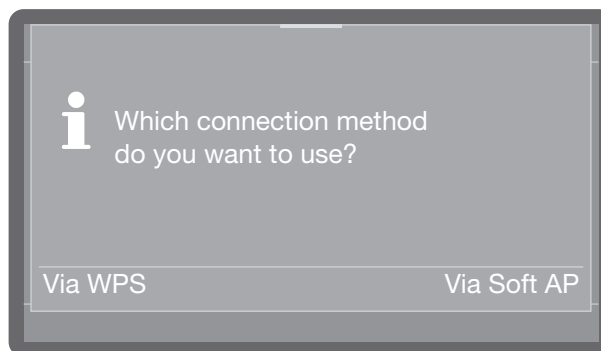 Which connection method
do you want to use?
Via WPS
Via Soft AP